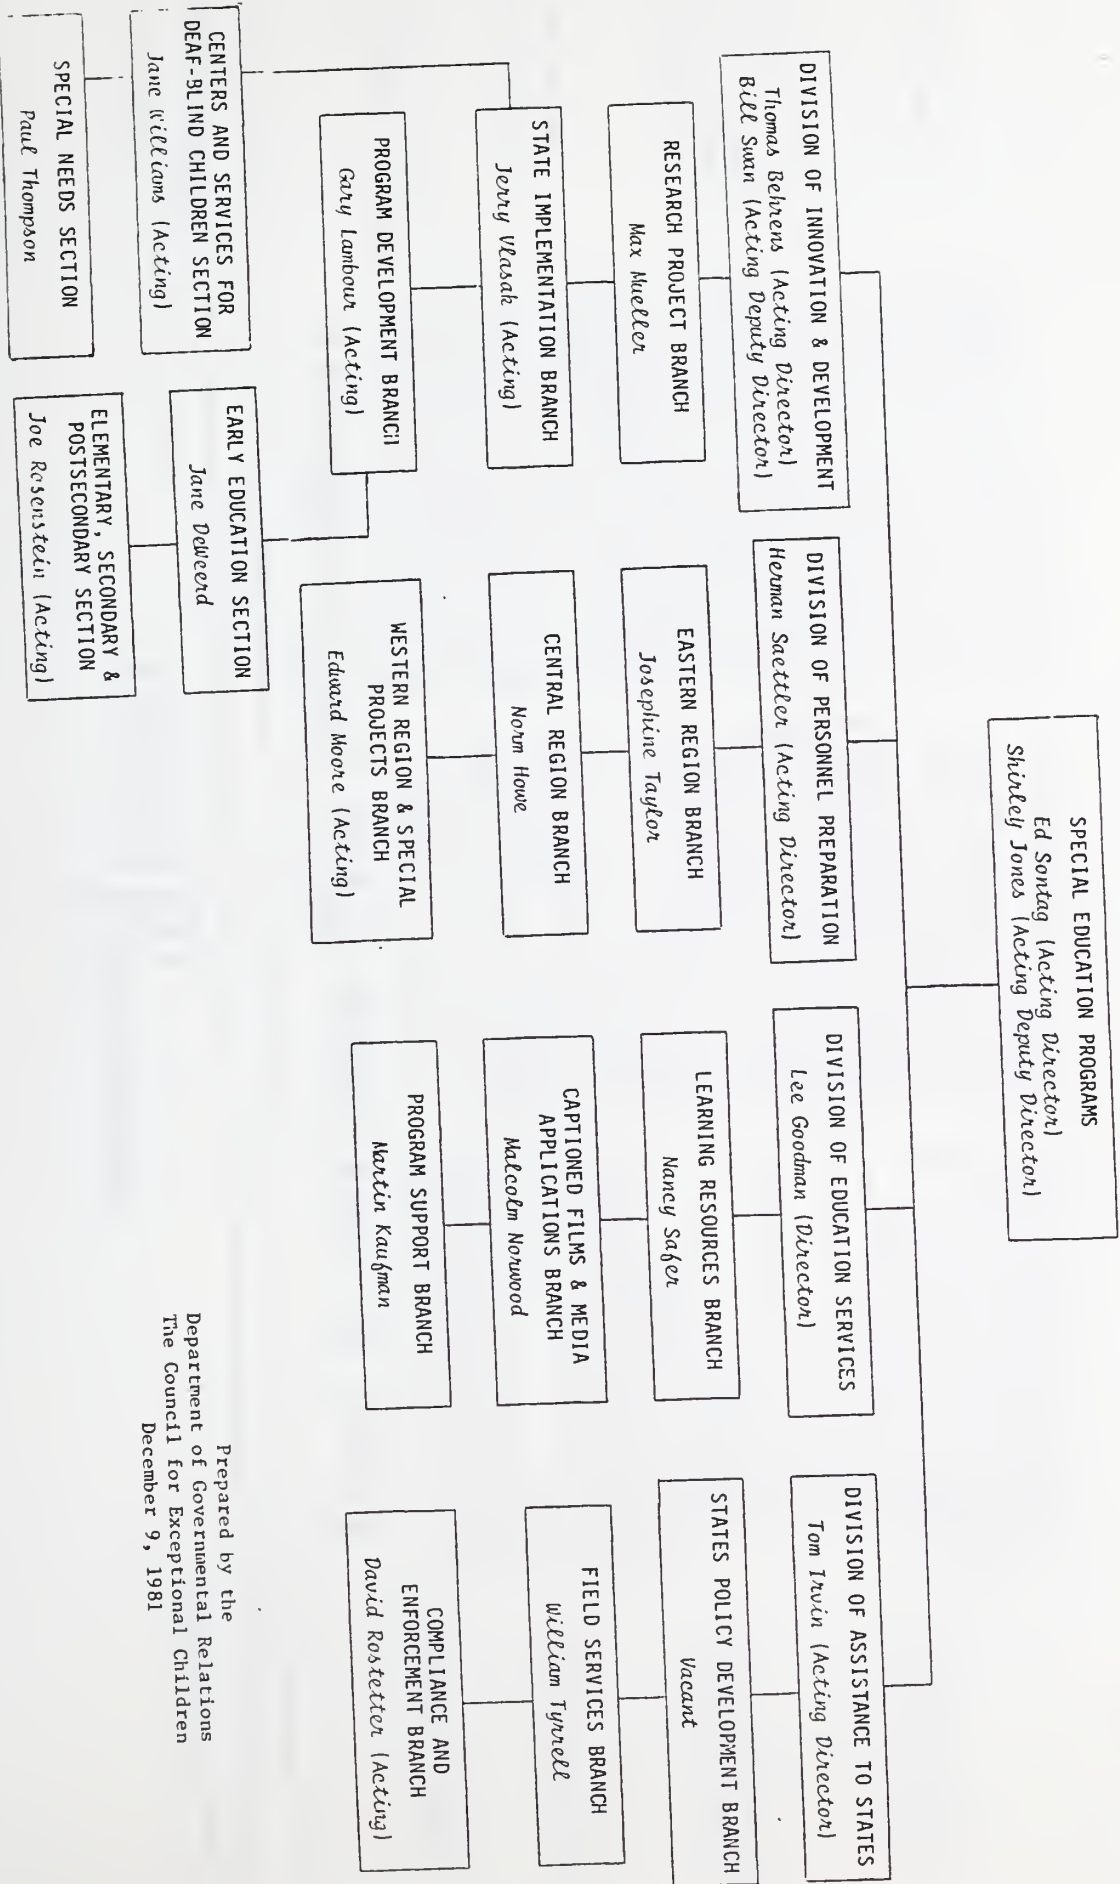 SPECIAL EDUCATION PROGRAMS
Ed Sontag (Acting Director)
Shirley Jones (Acting Deputy Director)
DIVISION OF INNOVATION & DEVELOPMENT
Thomas Behrens (Acting Director)
Bill Swan (Acting Deputy Director)
RESEARCH PROJECT BRANCH
Max Mueller
STATE IMPLEMENTATION BRANCH
Jerry Vlasak (Acting)
PROGRAM DEVELOPMENT BRANCH
Gary Lambour (Acting)
CENTERS AND SERVICES FOR
DEAF-BLIND CHILDREN SECTION
Jane Williams (Acting)
SPECIAL NEEDS SECTION
Paul Thompson
EARLY EDUCATION SECTION
Jane DeWeerd
ELEMENTARY, SECONDARY &
POSTSECONDARY SECTION
Joe Rosenstein (Acting)
DIVISION OF PERSONNEL PREPARATION
Herman Saettler (Acting Director)
EASTERN REGION BRANCH
Josephine Taylor
CENTRAL REGION BRANCH
Norm Howe
WESTERN REGION & SPECIAL
PROJECTS BRANCH
Edward Moore (Acting)
DIVISION OF EDUCATION SERVICES
Lee Goodman (Director)
LEARNING RESOURCES BRANCH
Nancy Safer
CAPTIONED FILMS & MEDIA
APPLICATIONS BRANCH
Malcolm Norwood
PROGRAM SUPPORT BRANCH
Martin Kaufman
DIVISION OF ASSISTANCE TO STATES
Tom Irvin (Acting Director)
STATES POLICY DEVELOPMENT BRANCH
Vacant
FIELD SERVICES BRANCH
William Tyrrell
COMPLIANCE AND
ENFORCEMENT BRANCH
David Rostetter (Acting)
Prepared by the
Department of Governmental Relations
The Council for Exceptional Children
December 9, 1981